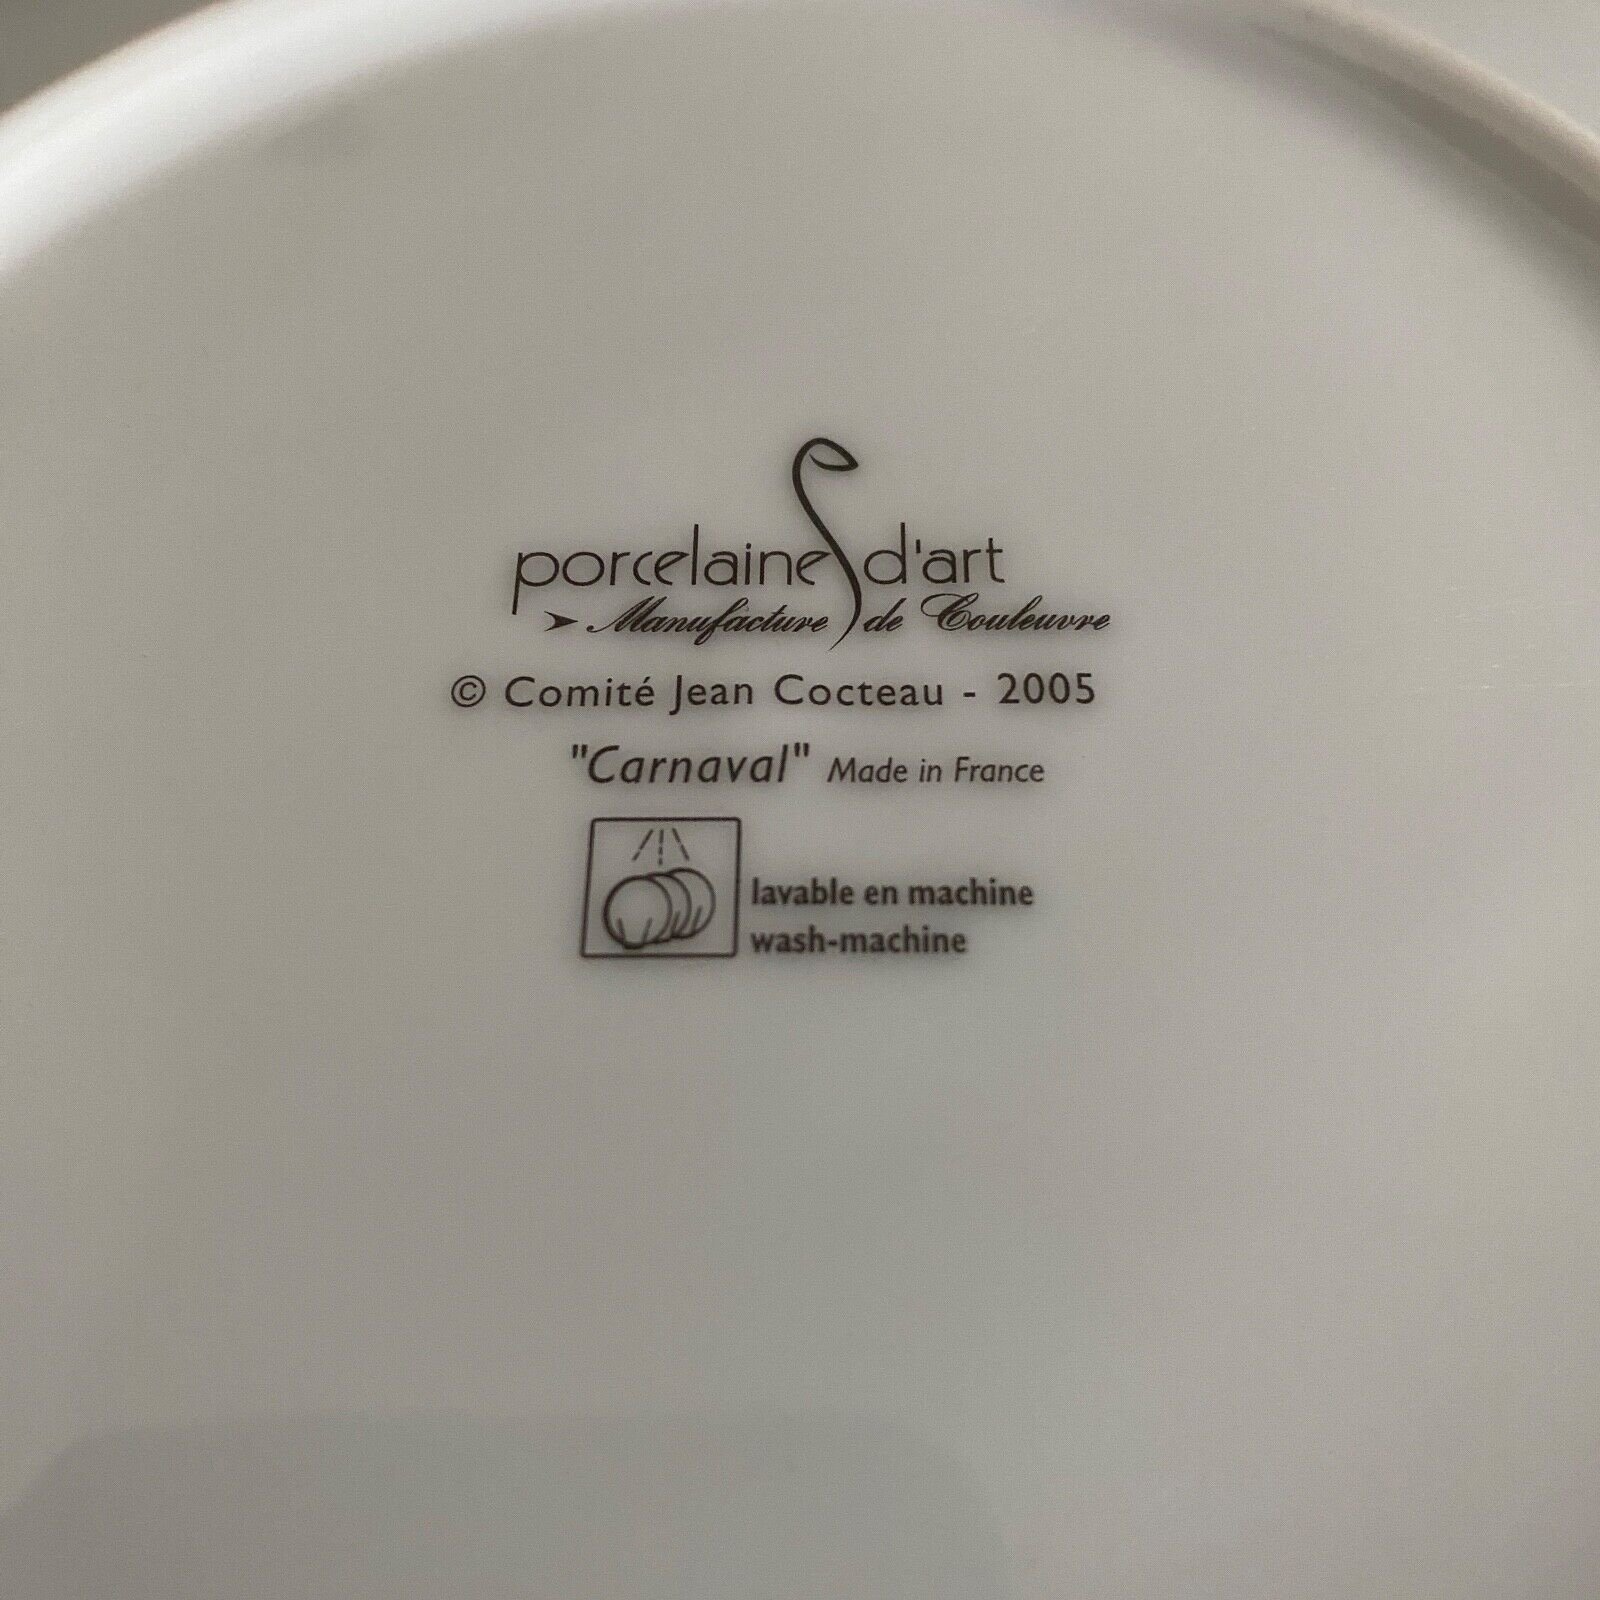 porcelaine d'art
Manufacture de Couleuvre
© Comité Jean Cocteau - 2005
"Carnaval" Made in France
lavable en machine
wash-machine